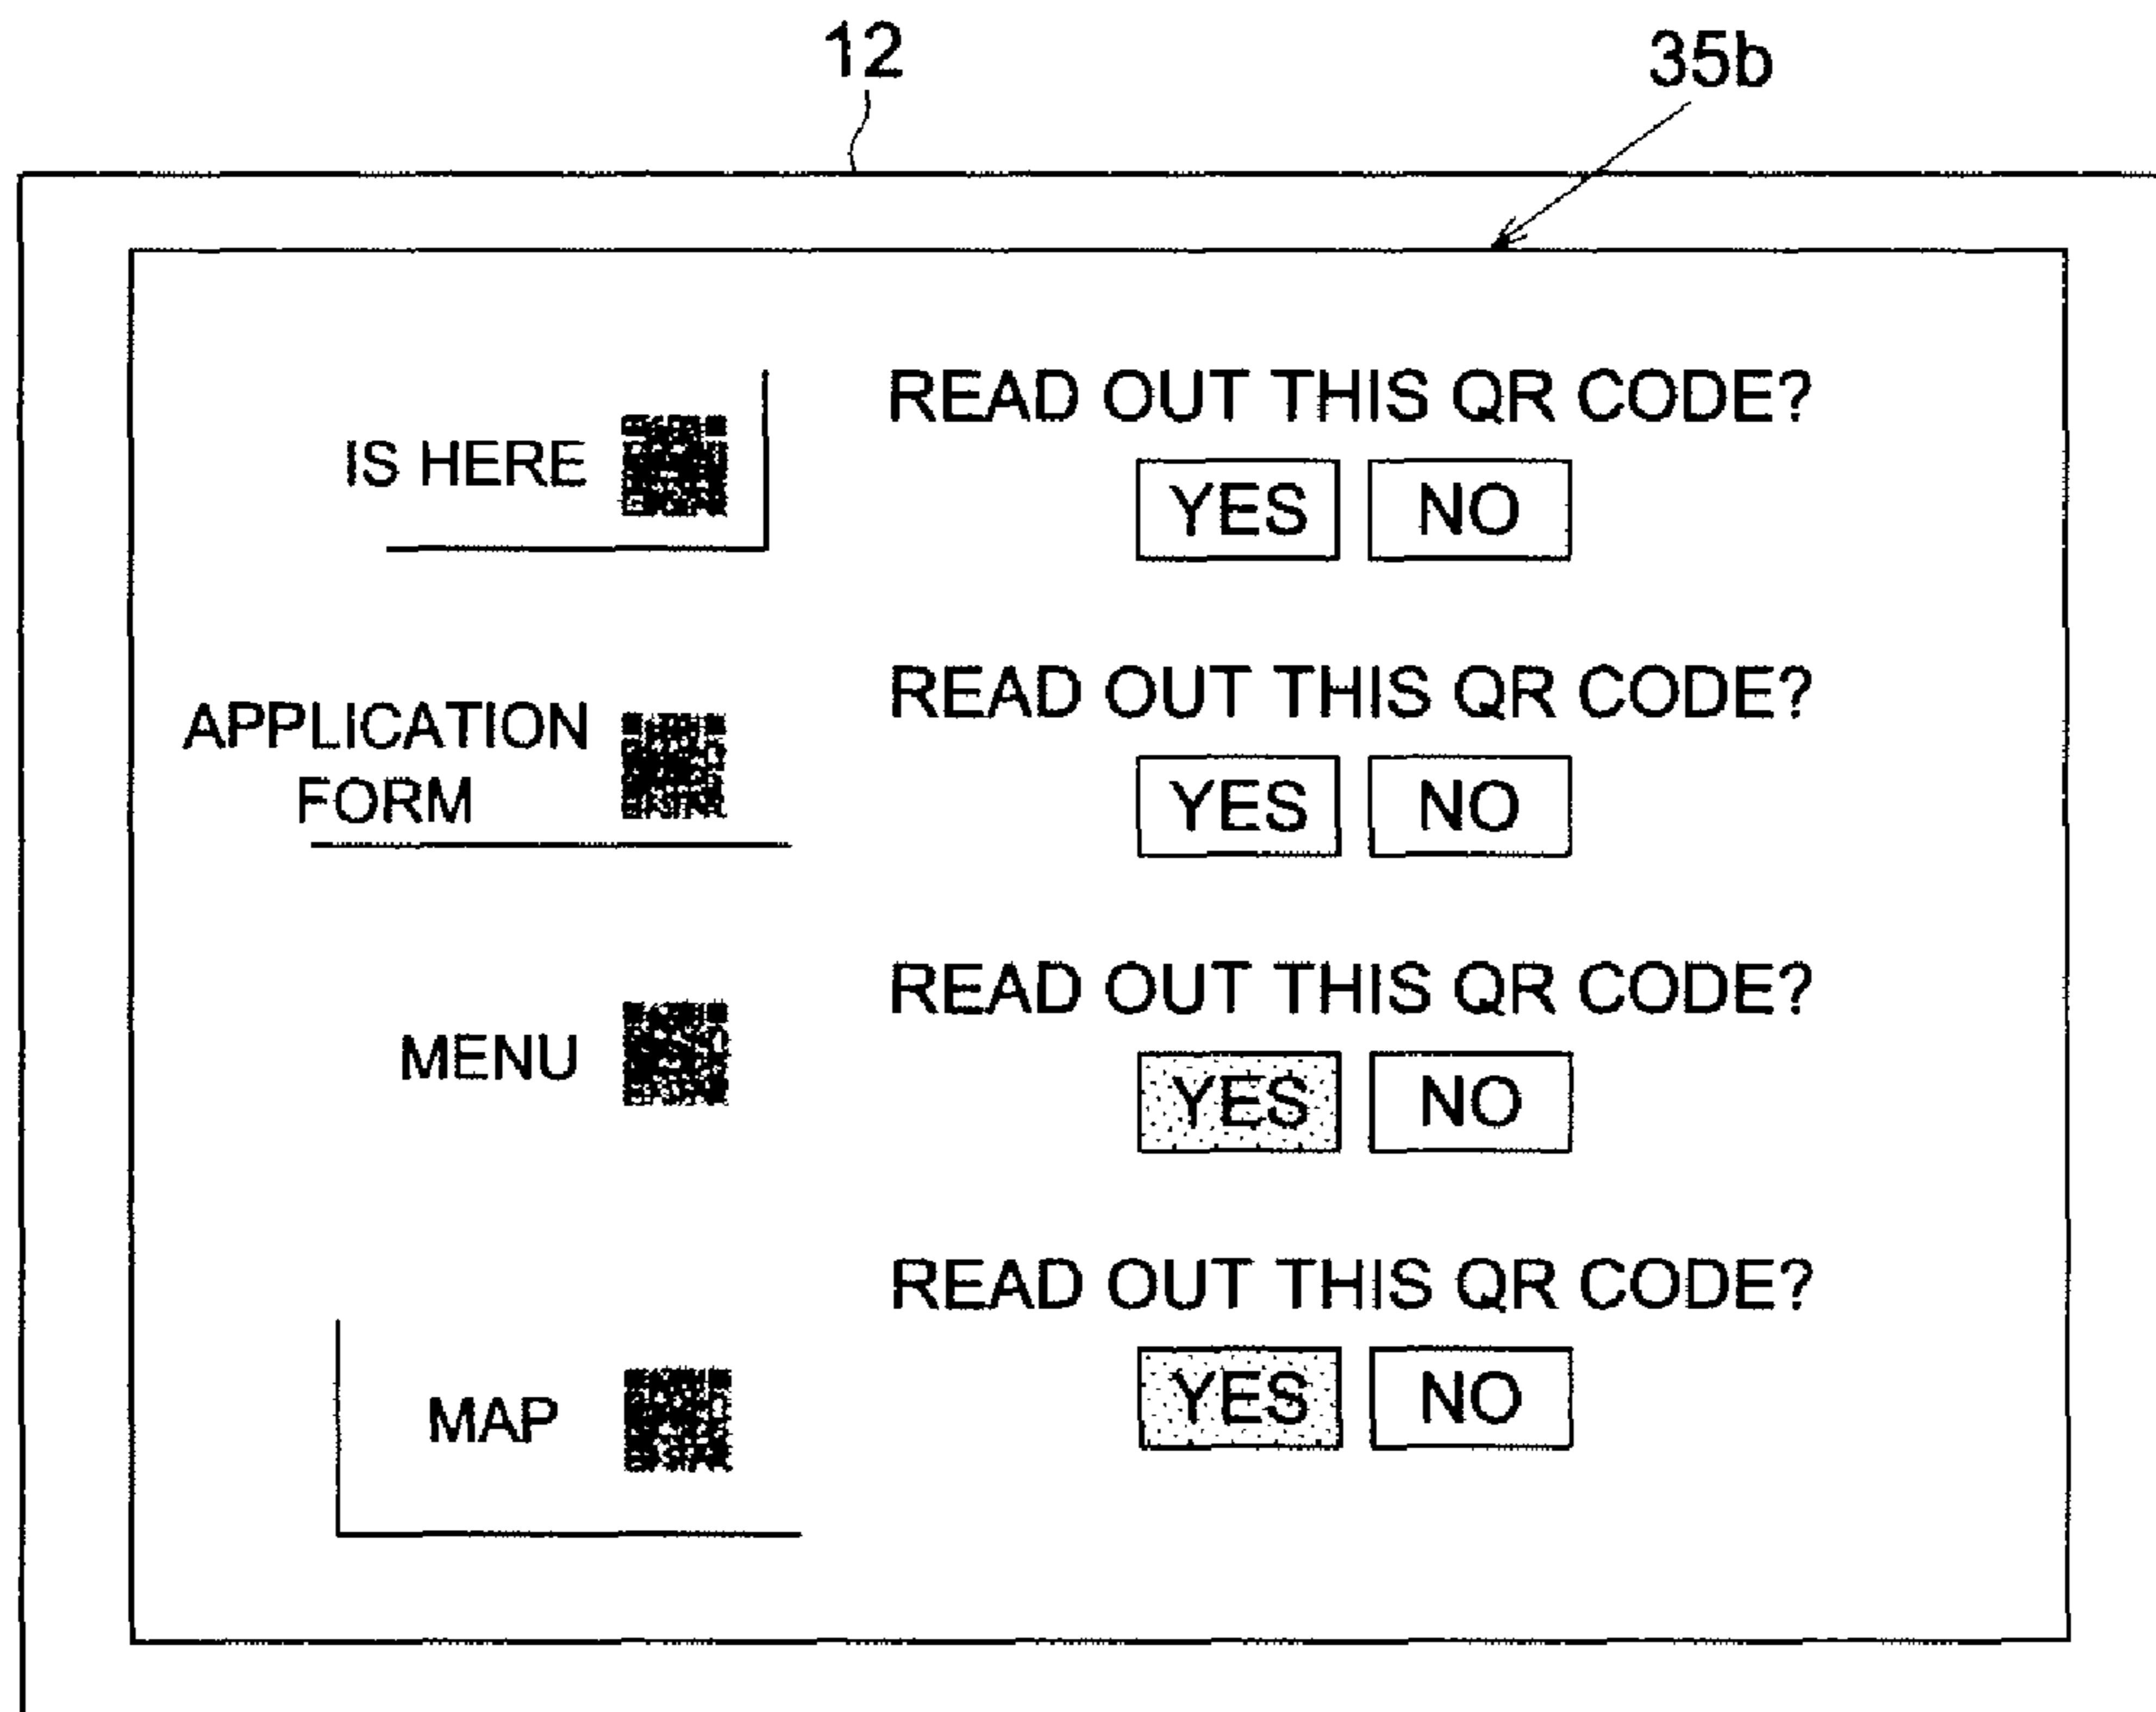 12
35b
READ OUT THIS QR CODE?
IS HERE
YES NO
READ OUT THIS QR CODE?
APPLICATION
FORM
YES NO
READ OUT THIS QR CODE?
MENU
YES NO
READ OUT THIS QR CODE?
MAP
YES NO